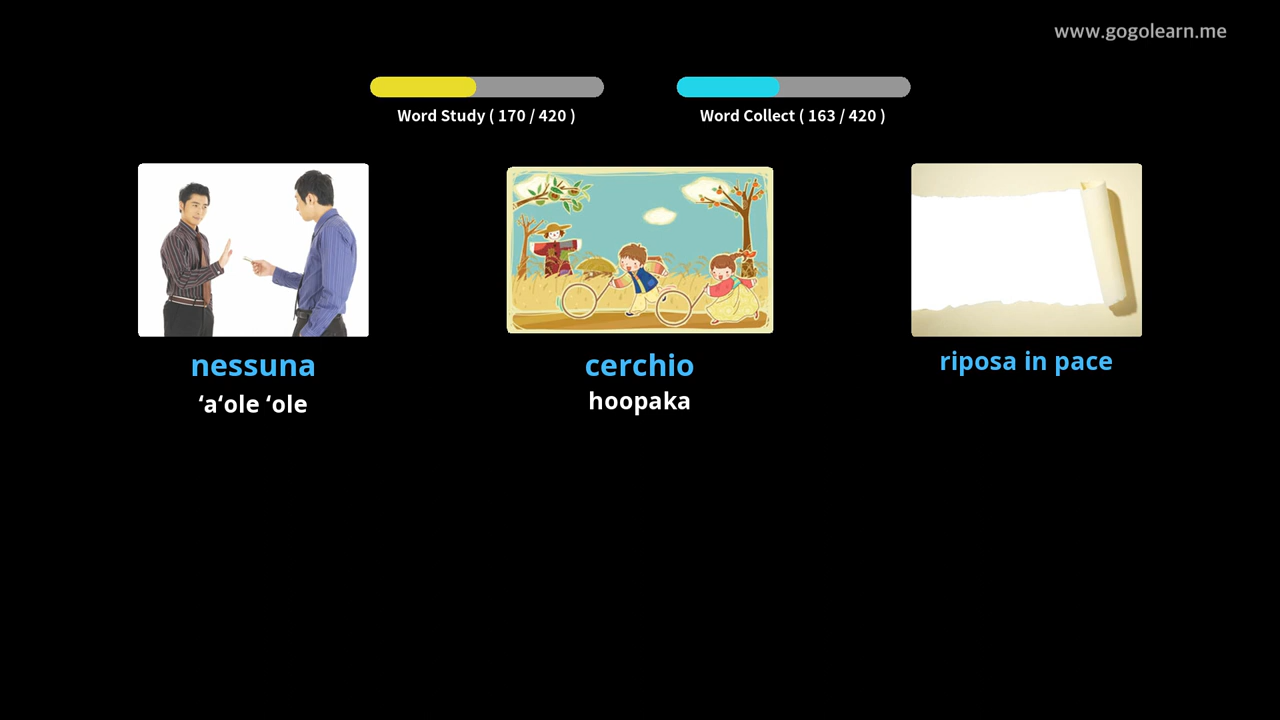 www.gogolearn.me
Word Study ( 170 / 420 )
Word Collect ( 163 / 420 )
nessuna
ʻaʻole ʻole
cerchio
hoopaka
riposa in pace